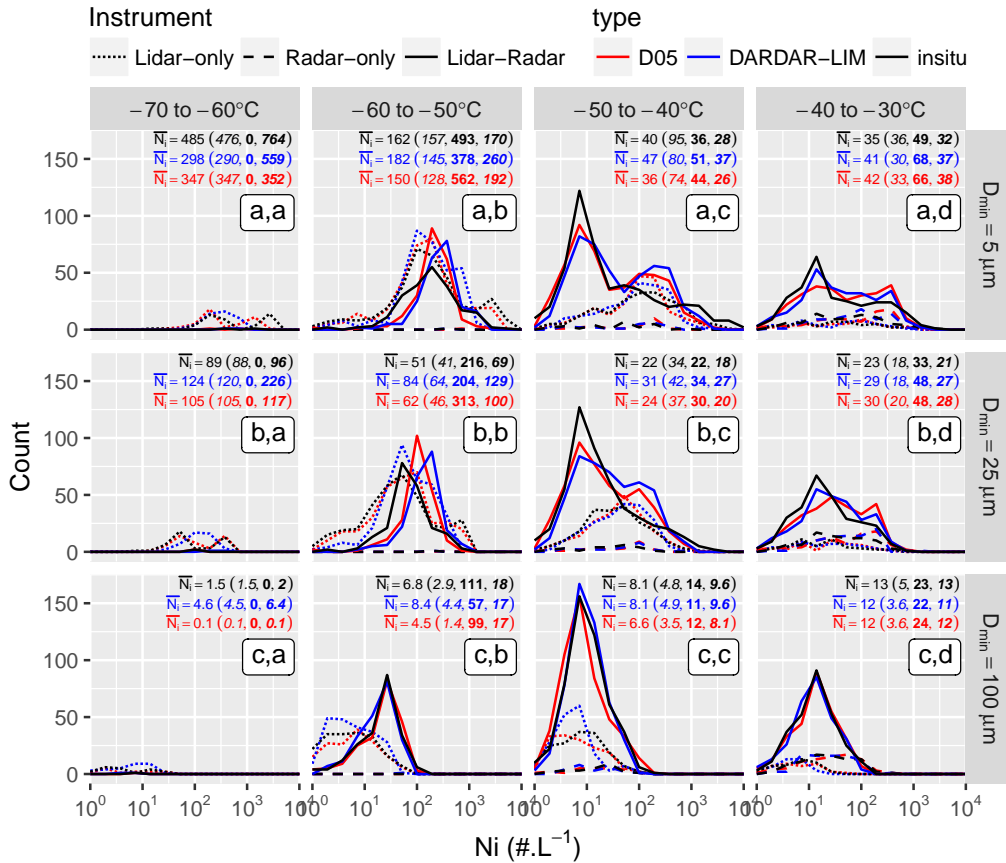 Instrument type
Lidar−only Radar−only Lidar−Radar D05 DARDAR−LIM insitu
−70 to −60°C −60 to −50°C −50 to −40°C −40 to −30°C
N̅i = 485 (476, 0, 764) N̅i = 162 (157, 493, 170) N̅i = 40 (95, 36, 28) N̅i = 35 (36, 49, 32)
N̅i = 298 (290, 0, 559) N̅i = 182 (145, 378, 260) N̅i = 47 (80, 51, 37) N̅i = 41 (30, 68, 37)
N̅i = 347 (347, 0, 352) N̅i = 150 (128, 562, 192) N̅i = 36 (74, 44, 26) N̅i = 42 (33, 66, 38)
a,a a,b a,c a,d
150
100
50
0
Dmin = 5 μm
N̅i = 89 (88, 0, 96) N̅i = 51 (41, 216, 69) N̅i = 22 (34, 22, 18) N̅i = 23 (18, 33, 21)
N̅i = 124 (120, 0, 226) N̅i = 84 (64, 204, 129) N̅i = 31 (42, 34, 27) N̅i = 29 (18, 48, 27)
N̅i = 105 (105, 0, 117) N̅i = 62 (46, 313, 100) N̅i = 24 (37, 30, 20) N̅i = 30 (20, 48, 28)
b,a b,b b,c b,d
150
100
50
0
Count
Dmin = 25 μm
N̅i = 1.5 (1.5, 0, 2) N̅i = 6.8 (2.9, 111, 18) N̅i = 8.1 (4.8, 14, 9.6) N̅i = 13 (5, 23, 13)
N̅i = 4.6 (4.5, 0, 6.4) N̅i = 8.4 (4.4, 57, 17) N̅i = 8.1 (4.9, 11, 9.6) N̅i = 12 (3.6, 22, 11)
N̅i = 0.1 (0.1, 0, 0.1) N̅i = 4.5 (1.4, 99, 17) N̅i = 6.6 (3.5, 12, 8.1) N̅i = 12 (3.6, 24, 12)
c,a c,b c,c c,d
150
100
50
0
Dmin = 100 μm
10⁰ 10¹ 10² 10³ 10⁰ 10¹ 10² 10³ 10⁰ 10¹ 10² 10³ 10⁰ 10¹ 10² 10³ 10⁴
Ni (#.L⁻¹)